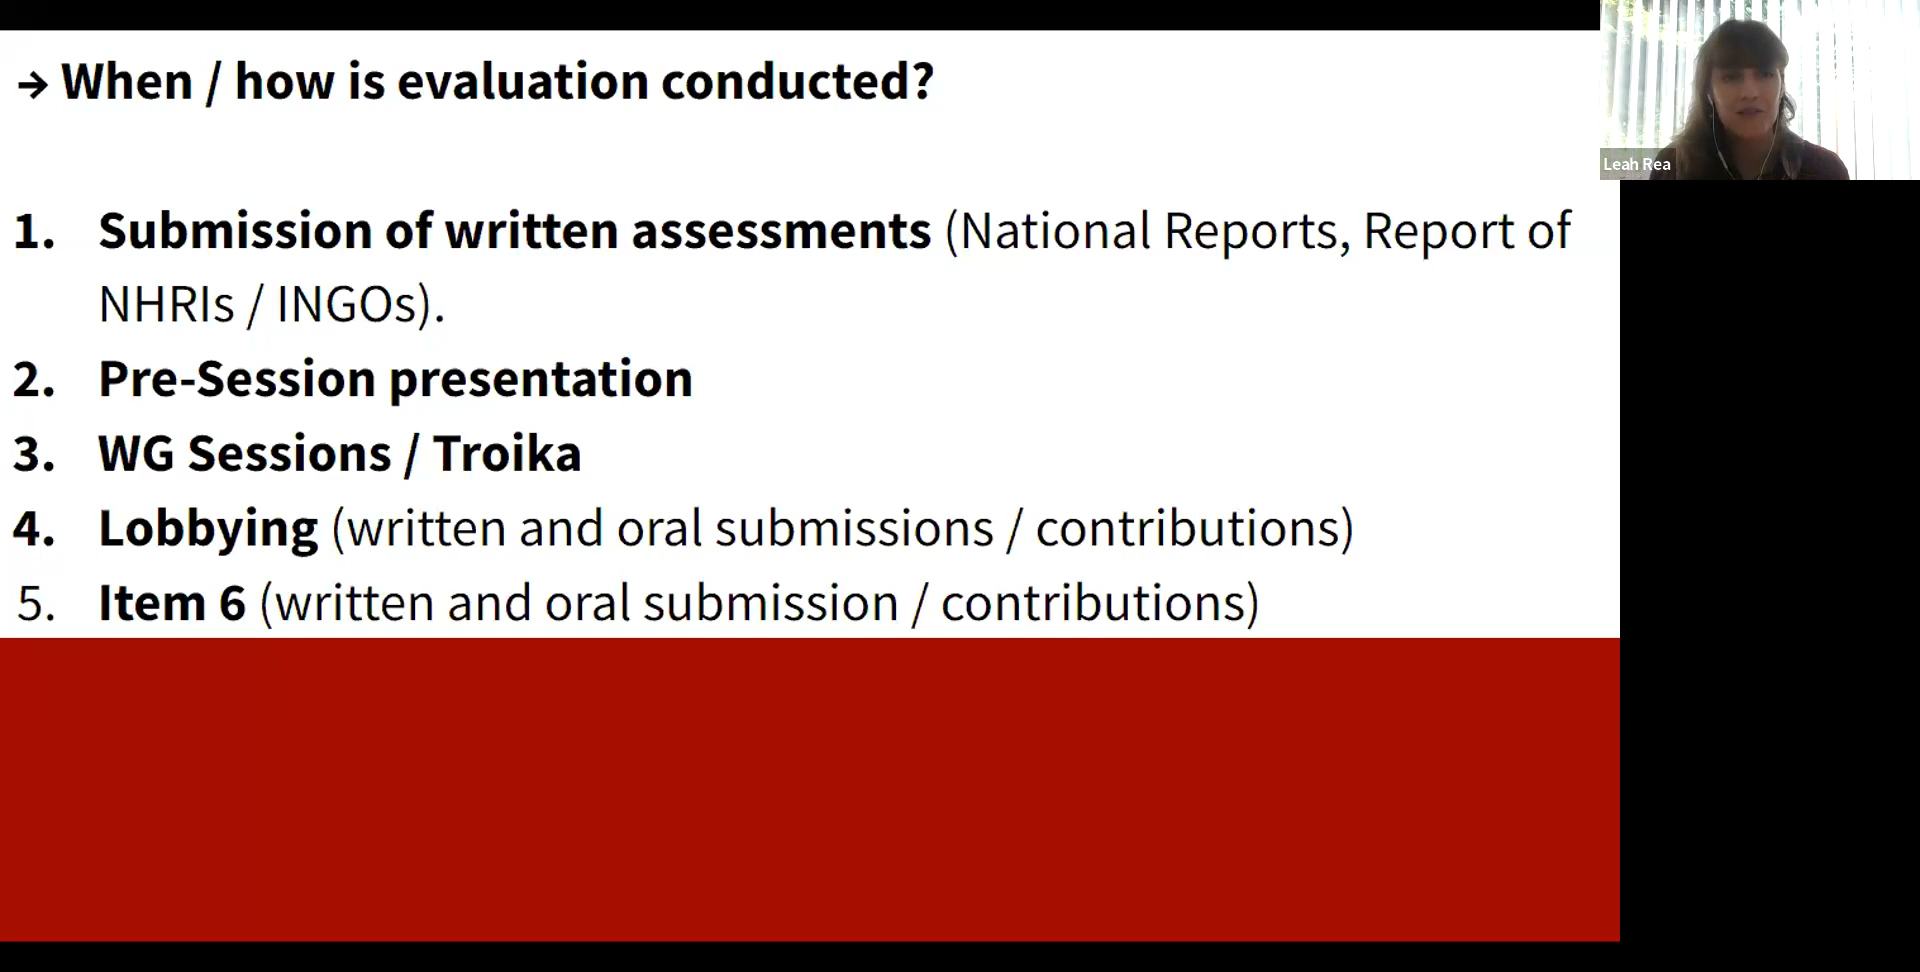 → When / how is evaluation conducted?
1. Submission of written assessments (National Reports, Report of
NHRIs / INGOs).
2. Pre-Session presentation
3. WG Sessions / Troika
4. Lobbying (written and oral submissions / contributions)
5. Item 6 (written and oral submission / contributions)
Leah Rea